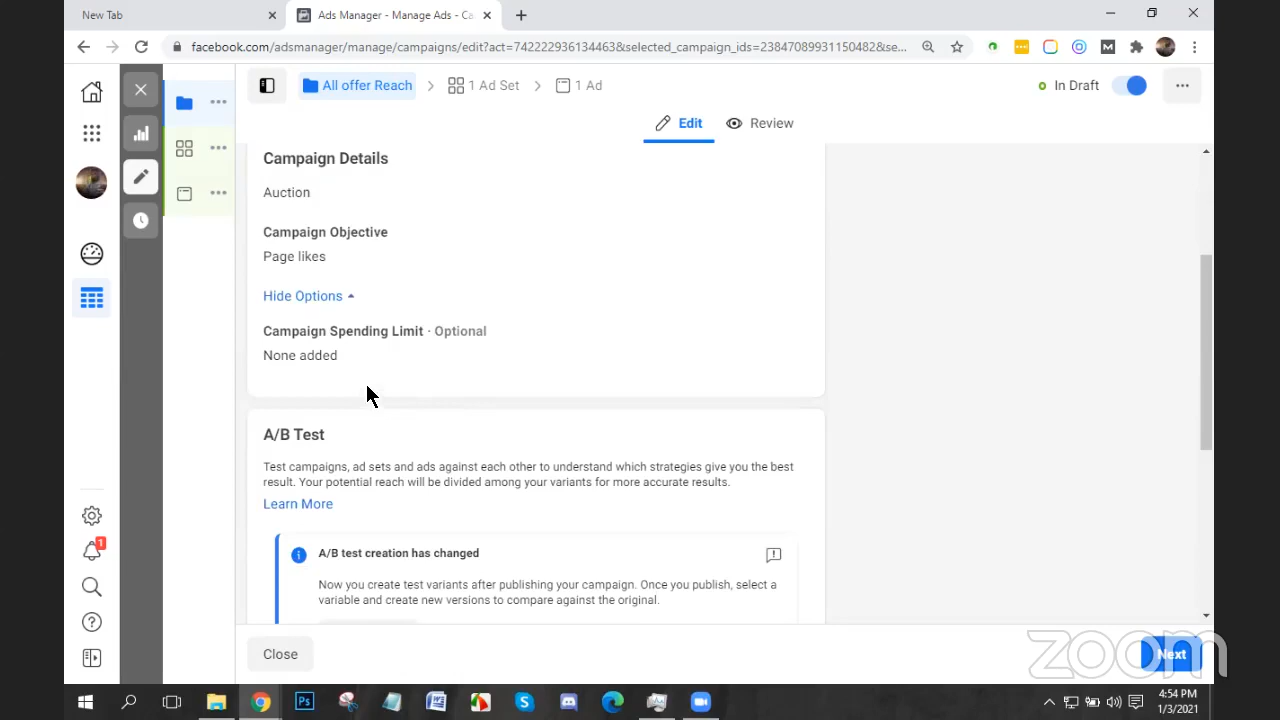 New Tab
Ads Manager - Manage Ads - Ca
facebook.com/adsmanager/manage/campaigns/edit?act=742222936134463&selected_campaign_ids=23847089931150482&se...
All offer Reach
1 Ad Set
1 Ad
In Draft
Edit
Review
Campaign Details
Auction
Campaign Objective
Page likes
Hide Options
Campaign Spending Limit · Optional
None added
A/B Test
Test campaigns, ad sets and ads against each other to understand which strategies give you the best
result. Your potential reach will be divided among your variants for more accurate results.
Learn More
A/B test creation has changed
Now you create test variants after publishing your campaign. Once you publish, select a
variable and create new versions to compare against the original.
1
Close
Next
zoom
4:54 PM
1/3/2021